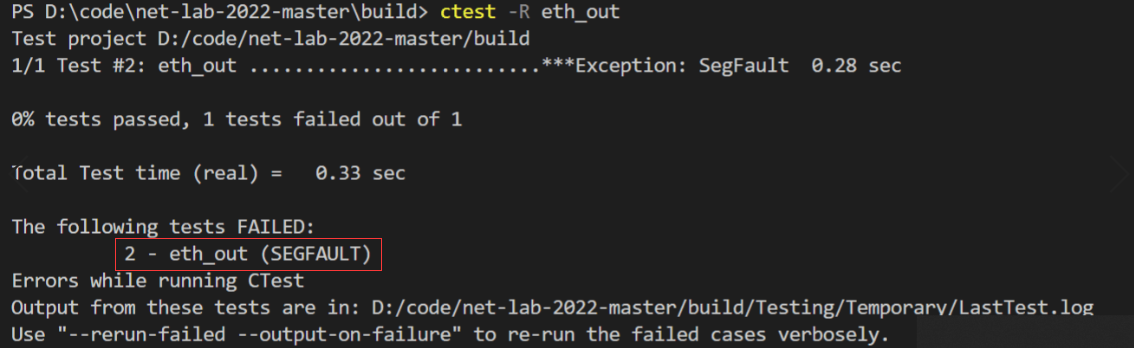 PS D:\code\net-lab-2022-master\build> ctest -R eth_out
Test project D:/code/net-lab-2022-master/build
1/1 Test #2: eth_out ..........................***Exception: SegFault  0.28 sec
0% tests passed, 1 tests failed out of 1
Total Test time (real) =   0.33 sec
The following tests FAILED:
2 - eth_out (SEGFAULT)
Errors while running CTest
Output from these tests are in: D:/code/net-lab-2022-master/build/Testing/Temporary/LastTest.log
Use "--rerun-failed --output-on-failure" to re-run the failed cases verbosely.